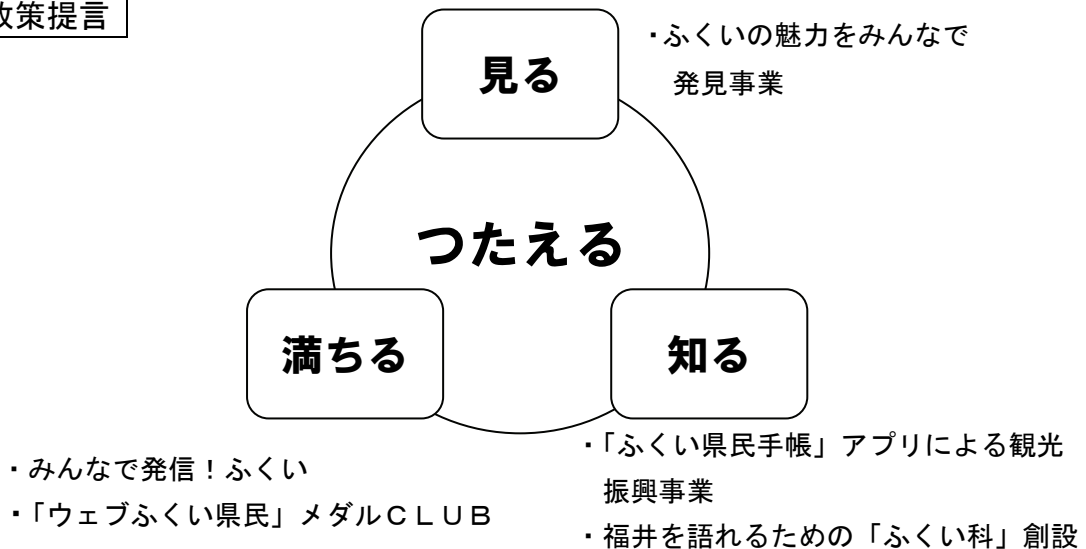 政策提言
見る
・ふくいの魅力をみんなで
発見事業
つたえる
満ちる
知る
・「ふくい県民手帳」アプリによる観光
振興事業
・福井を語れるための「ふくい科」創設
・みんなで発信！ふくい
・「ウェブふくい県民」メダルＣＬＵＢ